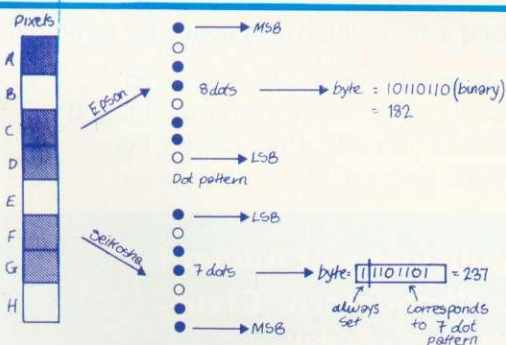 Pixels
A
B
C
D
E
F
G
H
Epson
Seikosha
MSB
8 dots
byte = 10110110 (binary)
= 182
LSB
Dot pattern
LSB
7 dots
byte = 1 1101101 = 237
always set
corresponds to 7 dot pattern
MSB